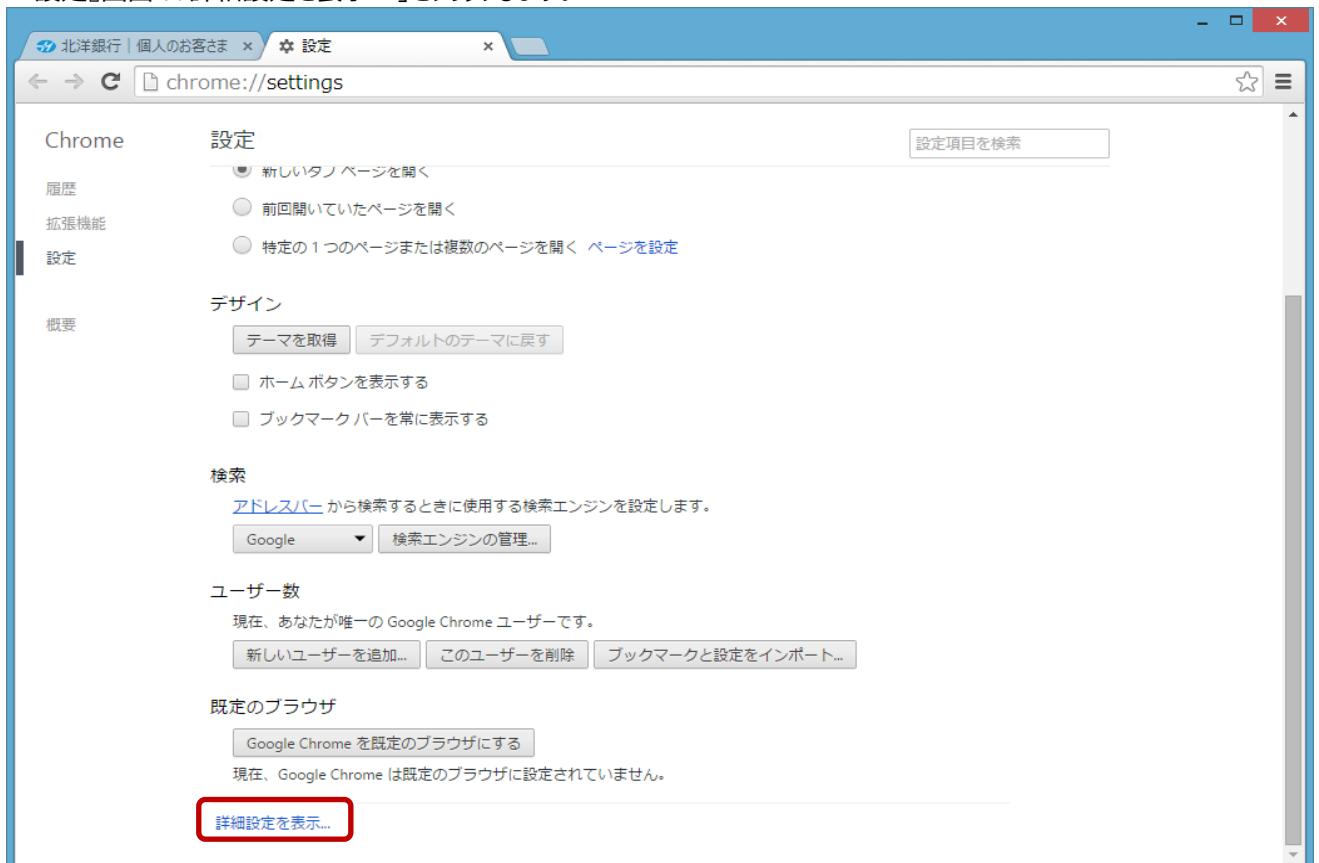 北洋銀行｜個人のお客さま × 設定 ×
chrome://settings
Chrome
設定
設定項目を検索
履歴
拡張機能
設定
概要
新しいタブ ページを開く
前回開いていたページを開く
特定の 1 つのページまたは複数のページを開く ページを設定
デザイン
テーマを取得 デフォルトのテーマに戻す
ホーム ボタンを表示する
ブックマーク バーを常に表示する
検索
アドレスバー から検索するときに使用する検索エンジンを設定します。
Google 検索エンジンの管理...
ユーザー数
現在、あなたが唯一の Google Chrome ユーザーです。
新しいユーザーを追加... このユーザーを削除 ブックマークと設定をインポート...
既定のブラウザ
Google Chrome を既定のブラウザにする
現在、Google Chrome は既定のブラウザに設定されていません。
詳細設定を表示...